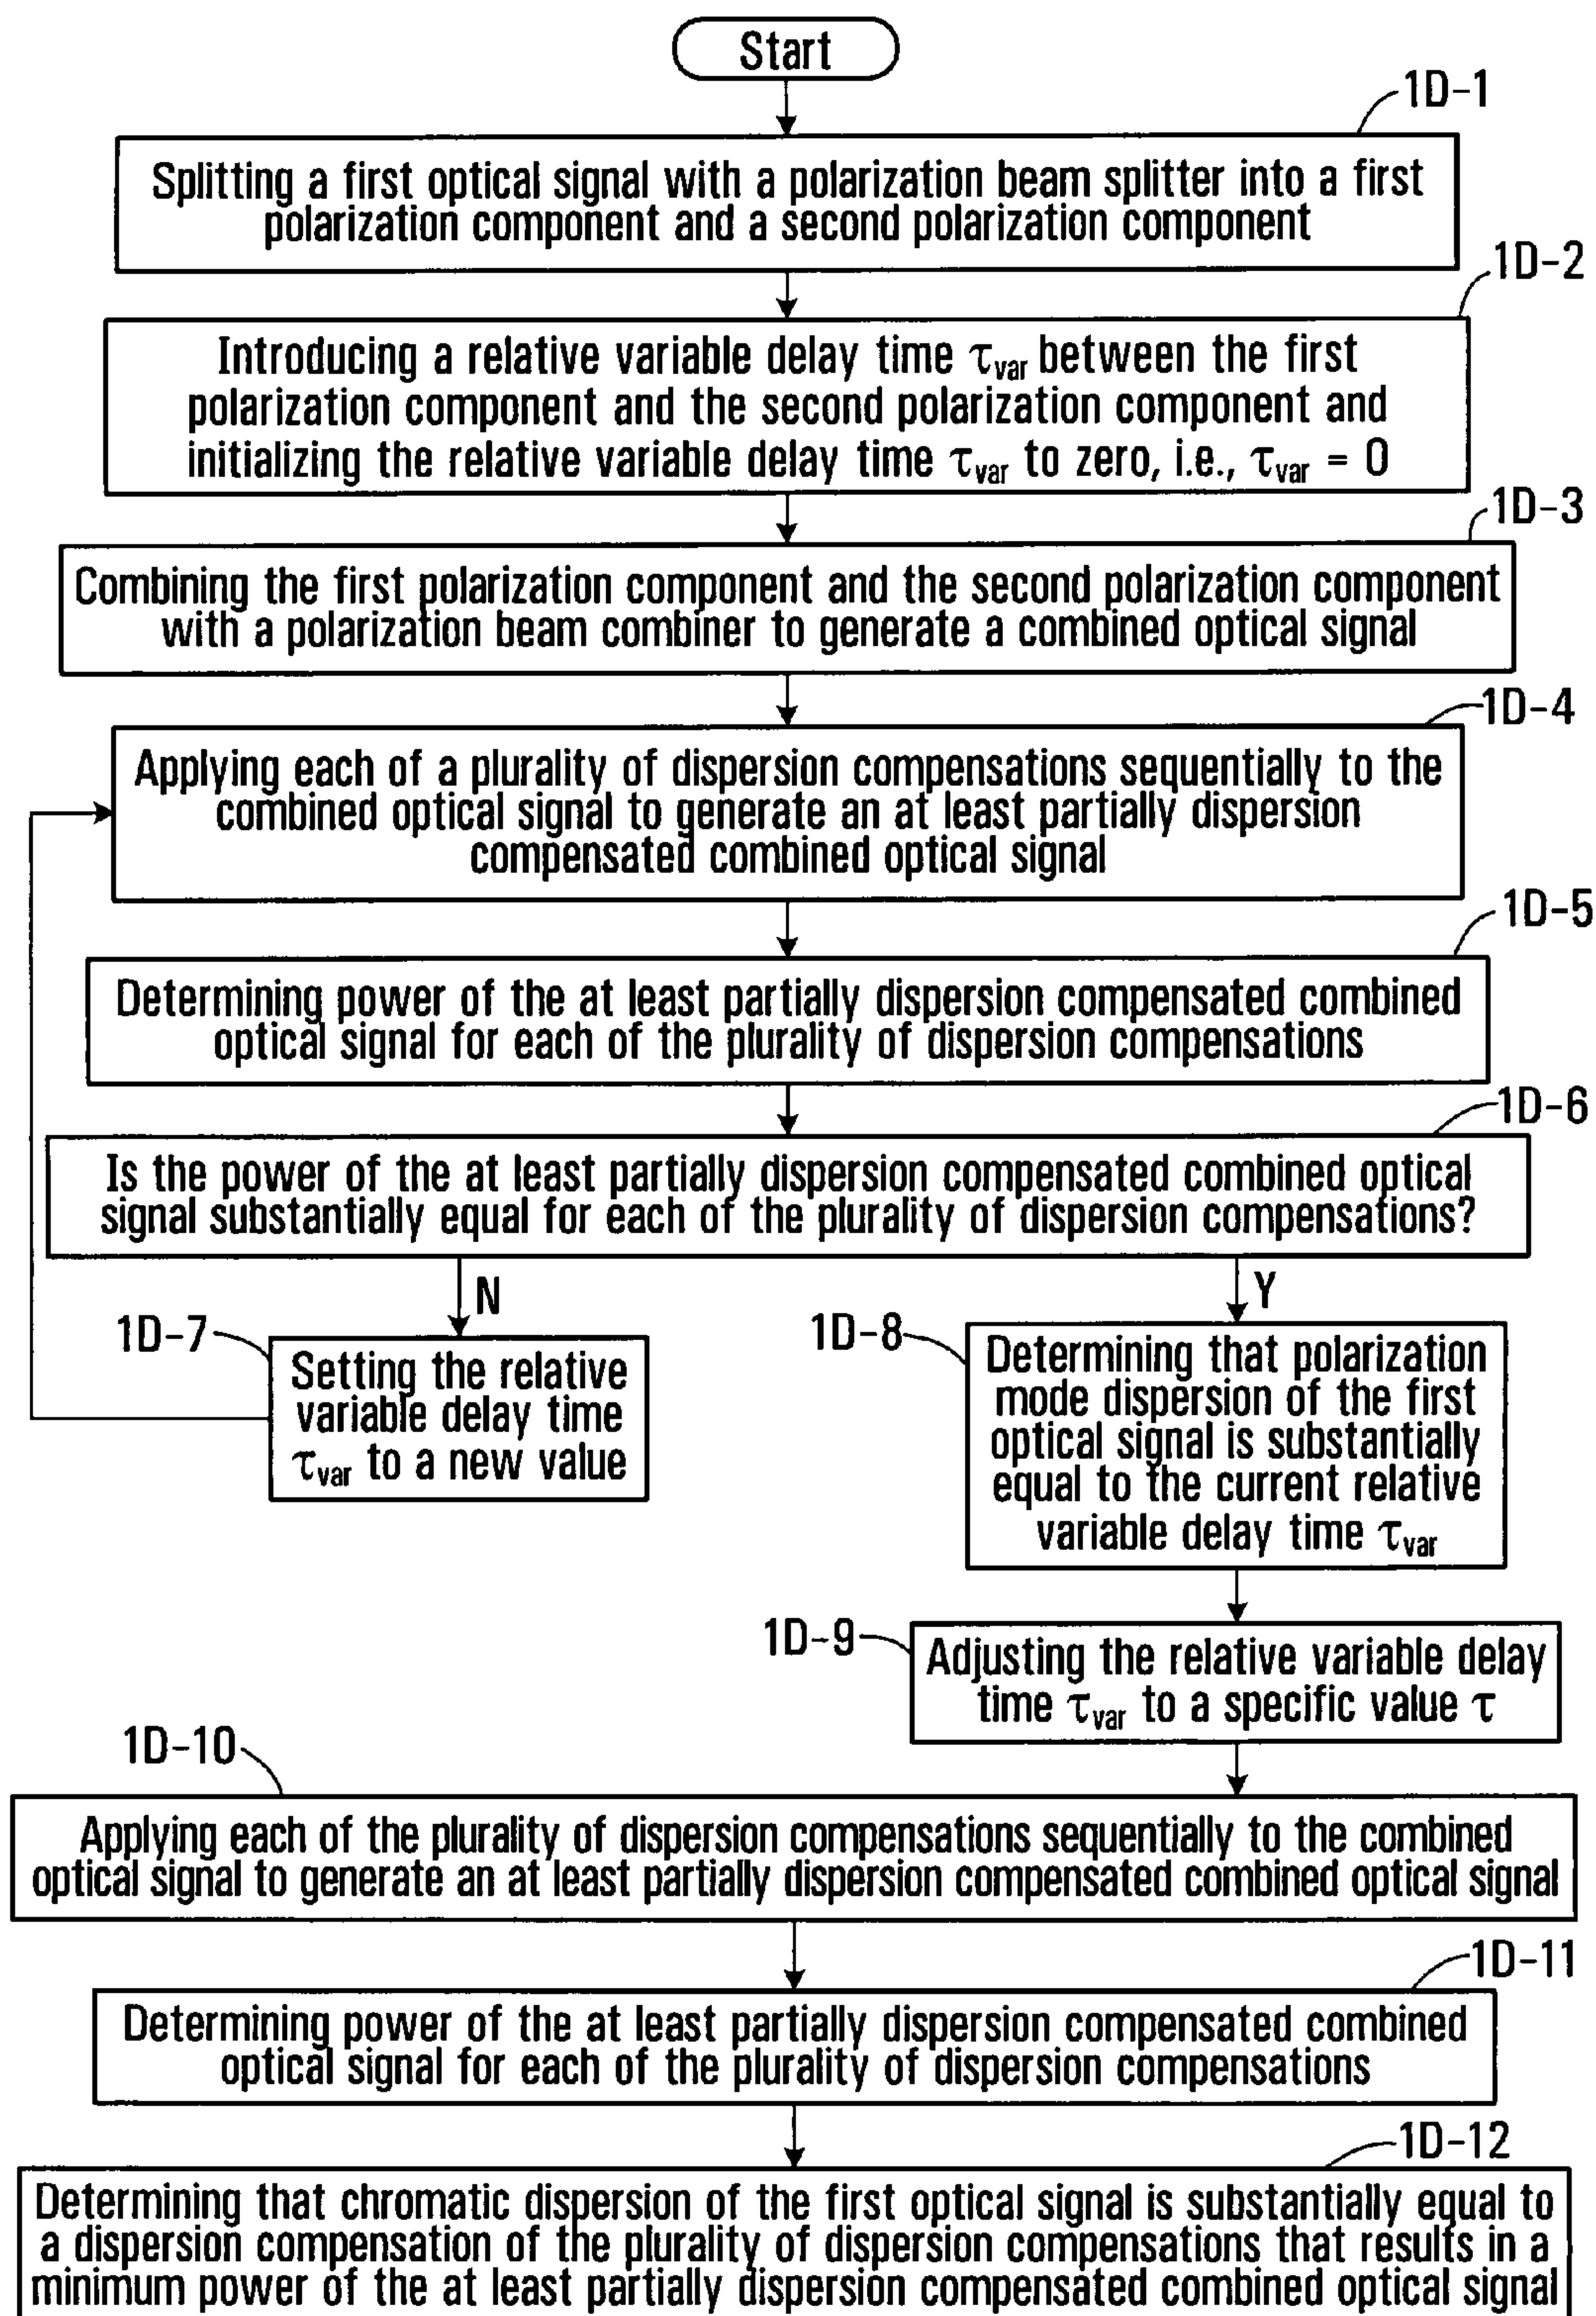 Start
1D-1
Splitting a first optical signal with a polarization beam splitter into a first
polarization component and a second polarization component
1D-2
Introducing a relative variable delay time τvar between the first
polarization component and the second polarization component and
initializing the relative variable delay time τvar to zero, i.e., τvar = 0
1D-3
Combining the first polarization component and the second polarization component
with a polarization beam combiner to generate a combined optical signal
1D-4
Applying each of a plurality of dispersion compensations sequentially to the
combined optical signal to generate an at least partially dispersion
compensated combined optical signal
1D-5
Determining power of the at least partially dispersion compensated combined
optical signal for each of the plurality of dispersion compensations
1D-6
Is the power of the at least partially dispersion compensated combined optical
signal substantially equal for each of the plurality of dispersion compensations?
N
Y
1D-7
Setting the relative
variable delay time
τvar to a new value
1D-8
Determining that polarization
mode dispersion of the first
optical signal is substantially
equal to the current relative
variable delay time τvar
1D-9
Adjusting the relative variable delay
time τvar to a specific value τ
1D-10
Applying each of the plurality of dispersion compensations sequentially to the combined
optical signal to generate an at least partially dispersion compensated combined optical signal
1D-11
Determining power of the at least partially dispersion compensated combined
optical signal for each of the plurality of dispersion compensations
1D-12
Determining that chromatic dispersion of the first optical signal is substantially equal to
a dispersion compensation of the plurality of dispersion compensations that results in a
minimum power of the at least partially dispersion compensated combined optical signal